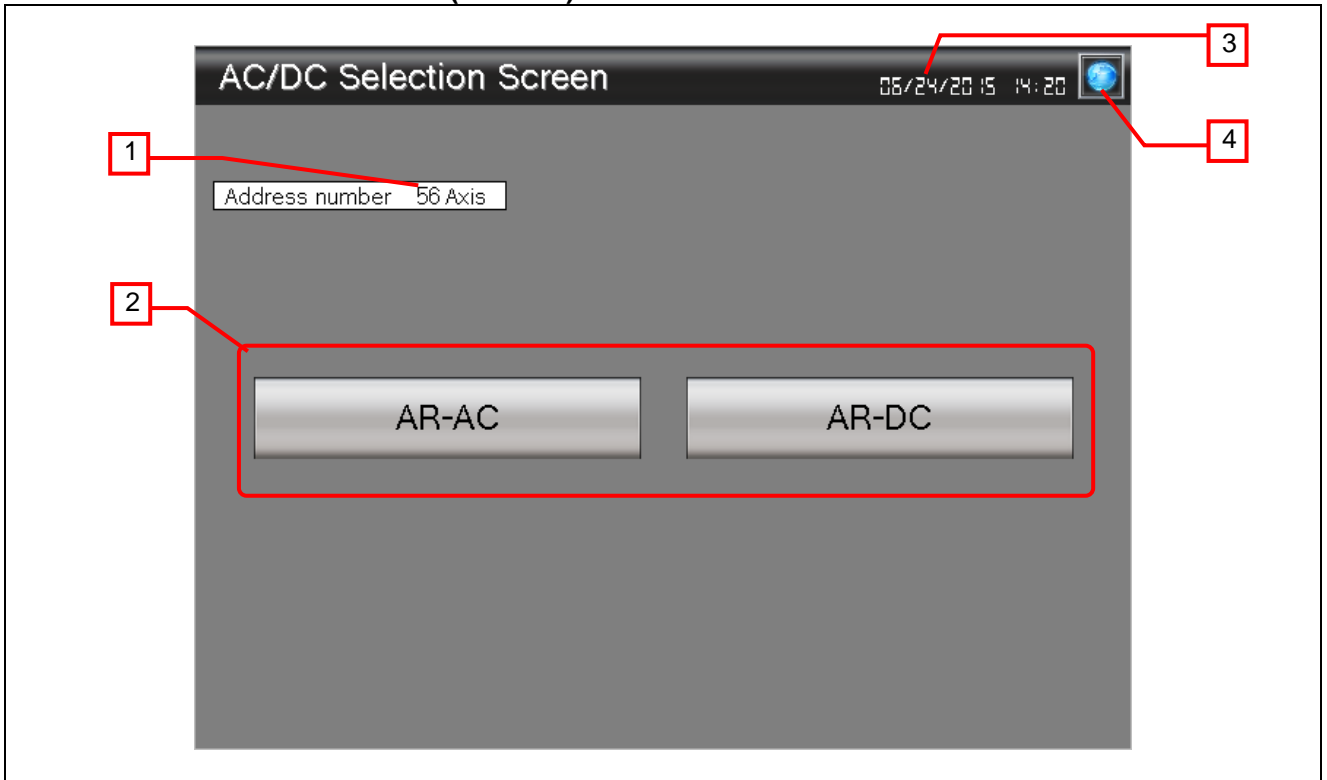 3
AC/DC Selection Screen
06/24/2015 14:20
4
1
Address number 56 Axis
2
AR-AC
AR-DC